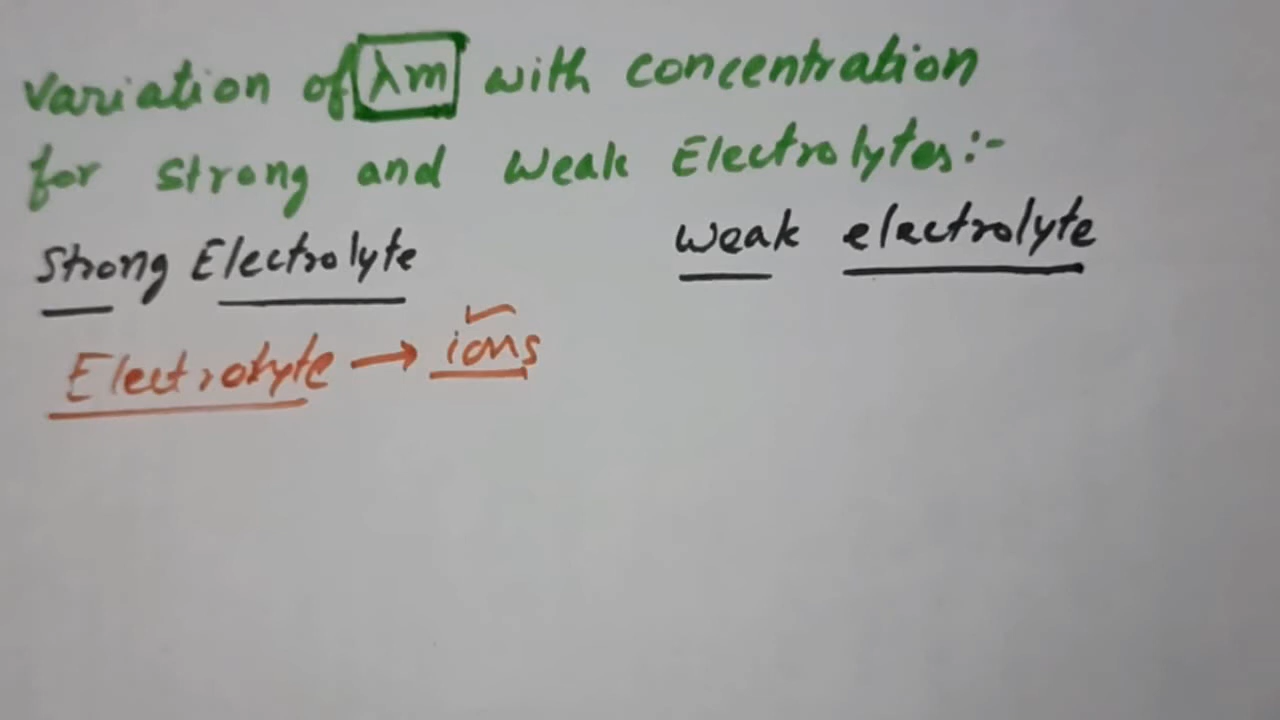 Variation of λm with concentration
for strong and weak Electrolytes:-
Strong Electrolyte
weak electrolyte
Electrolyte → ions